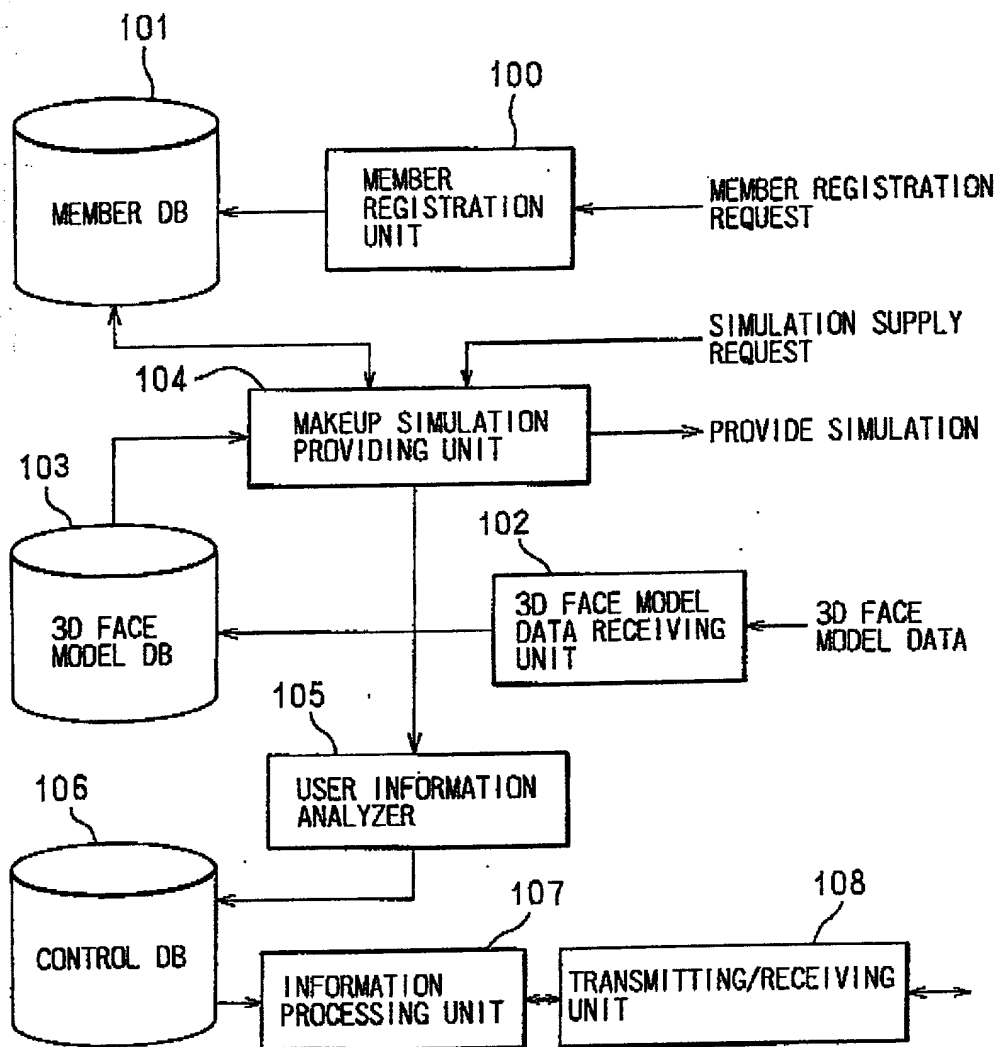 101
100
MEMBER DB
MEMBER
REGISTRATION
UNIT
MEMBER REGISTRATION
REQUEST
SIMULATION SUPPLY
REQUEST
104
MAKEUP SIMULATION
PROVIDING UNIT
PROVIDE SIMULATION
103
102
3D FACE
MODEL DB
3D FACE MODEL
DATA RECEIVING
UNIT
3D FACE
MODEL DATA
105
USER INFORMATION
ANALYZER
106
107
108
CONTROL DB
INFORMATION
PROCESSING UNIT
TRANSMITTING/RECEIVING
UNIT